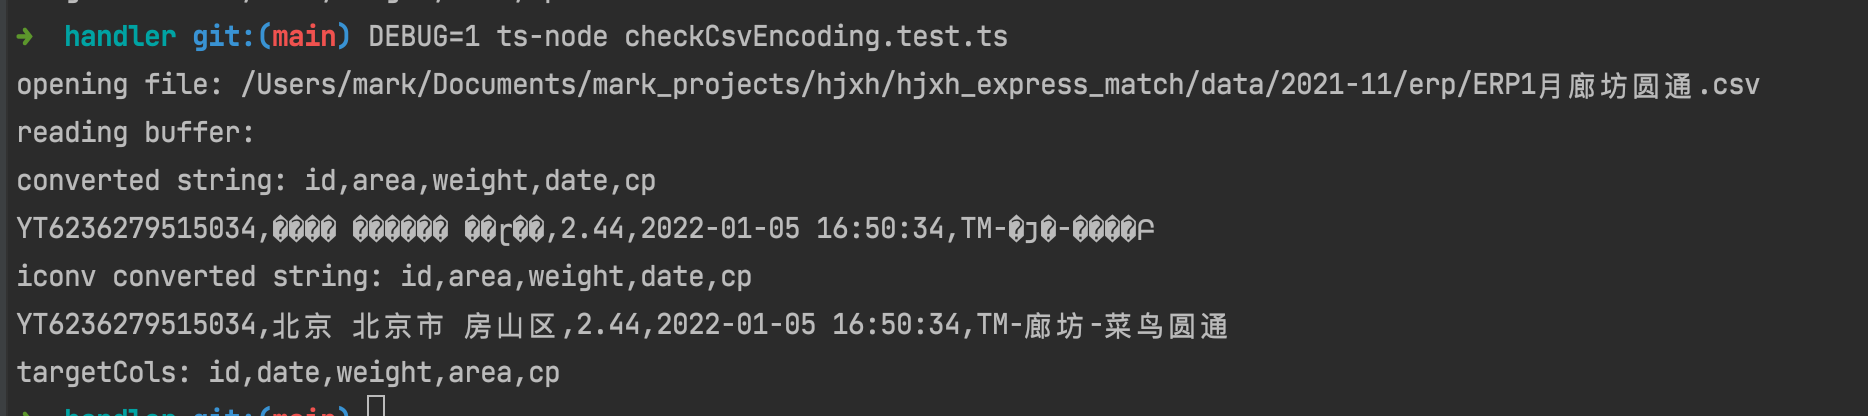 ➜ handler git:(main) DEBUG=1 ts-node checkCsvEncoding.test.ts
opening file: /Users/mark/Documents/mark_projects/hjxh/hjxh_express_match/data/2021-11/erp/ERP1月廊坊圆通.csv
reading buffer:
converted string: id,area,weight,date,cp
YT6236279515034,���� ������ ��ɽ��,2.44,2022-01-05 16:50:34,TM-�ȷ�-����Բ
iconv converted string: id,area,weight,date,cp
YT6236279515034,北京 北京市 房山区,2.44,2022-01-05 16:50:34,TM-廊坊-菜鸟圆通
targetCols: id,date,weight,area,cp
➜ handler git:(main)